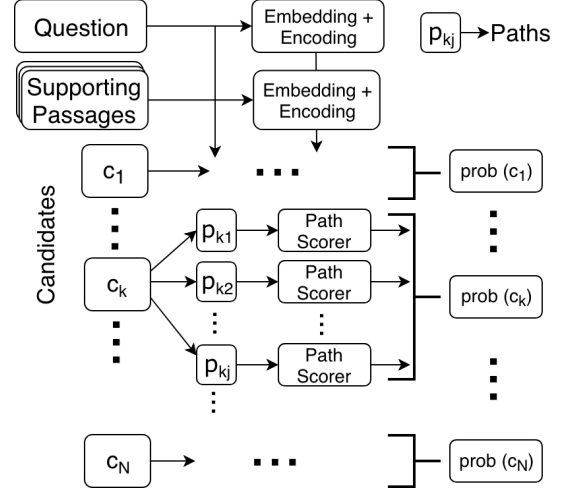 Question
Embedding +
Encoding
p_kj
Paths
Supporting
Passages
Embedding +
Encoding
Candidates
c_1
...
prob (c_1)
p_k1
Path
Scorer
c_k
p_k2
Path
Scorer
prob (c_k)
p_kj
Path
Scorer
c_N
...
prob (c_N)